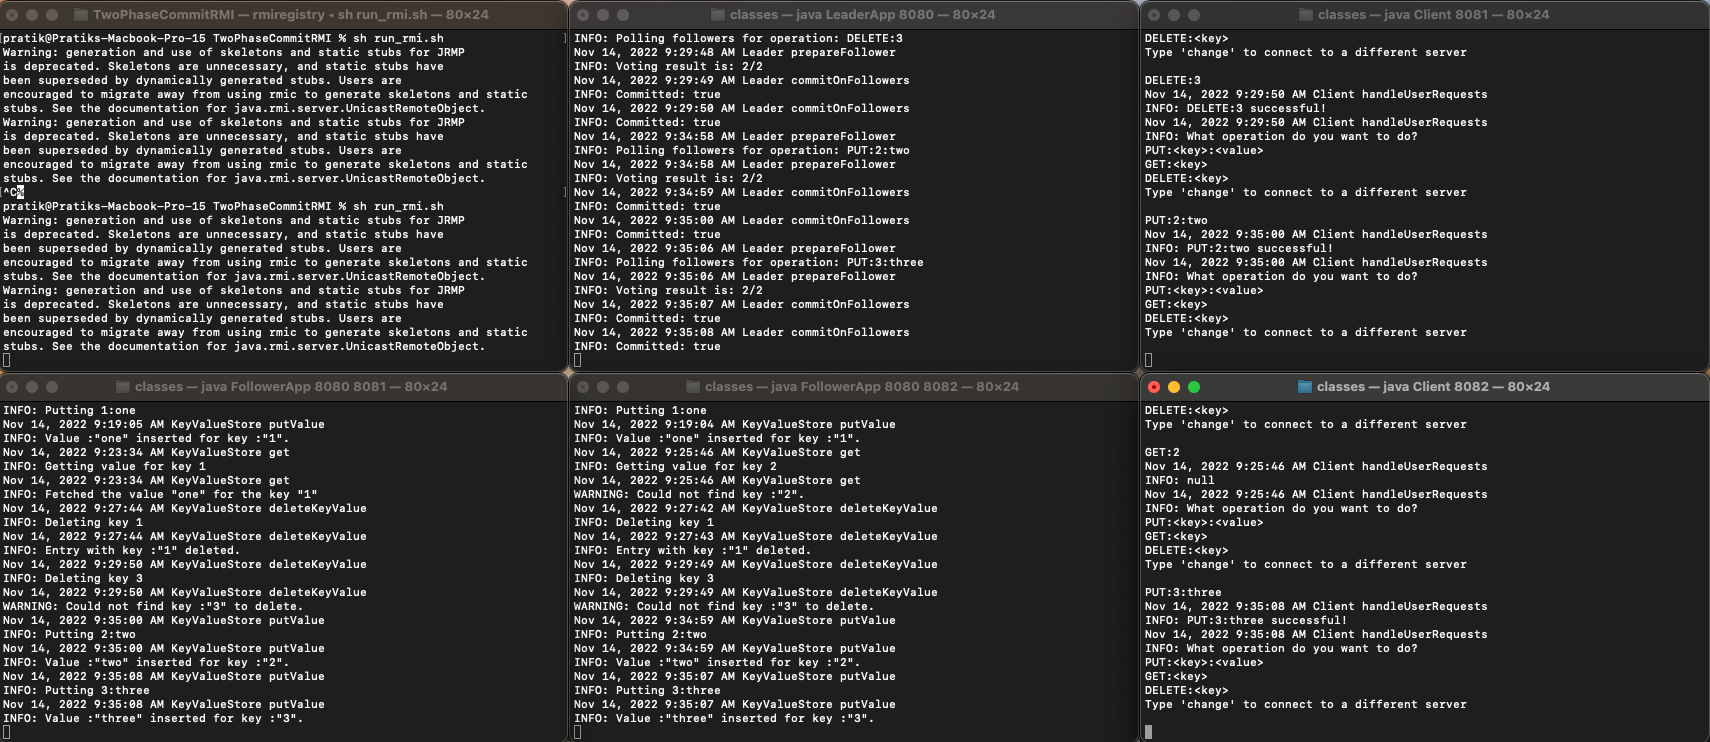 TwoPhaseCommitRMI — rmiregistry ◂ sh run_rmi.sh — 80×24
[pratik@Pratiks-Macbook-Pro-15 TwoPhaseCommitRMI % sh run_rmi.sh ]
Warning: generation and use of skeletons and static stubs for JRMP
is deprecated. Skeletons are unnecessary, and static stubs have
been superseded by dynamically generated stubs. Users are
encouraged to migrate away from using rmic to generate skeletons and static
stubs. See the documentation for java.rmi.server.UnicastRemoteObject.
Warning: generation and use of skeletons and static stubs for JRMP
is deprecated. Skeletons are unnecessary, and static stubs have
been superseded by dynamically generated stubs. Users are
encouraged to migrate away from using rmic to generate skeletons and static
stubs. See the documentation for java.rmi.server.UnicastRemoteObject.
[^C% ]
pratik@Pratiks-Macbook-Pro-15 TwoPhaseCommitRMI % sh run_rmi.sh
Warning: generation and use of skeletons and static stubs for JRMP
is deprecated. Skeletons are unnecessary, and static stubs have
been superseded by dynamically generated stubs. Users are
encouraged to migrate away from using rmic to generate skeletons and static
stubs. See the documentation for java.rmi.server.UnicastRemoteObject.
Warning: generation and use of skeletons and static stubs for JRMP
is deprecated. Skeletons are unnecessary, and static stubs have
been superseded by dynamically generated stubs. Users are
encouraged to migrate away from using rmic to generate skeletons and static
stubs. See the documentation for java.rmi.server.UnicastRemoteObject.
classes — java LeaderApp 8080 — 80×24
INFO: Polling followers for operation: DELETE:3
Nov 14, 2022 9:29:48 AM Leader prepareFollower
INFO: Voting result is: 2/2
Nov 14, 2022 9:29:49 AM Leader commitOnFollowers
INFO: Committed: true
Nov 14, 2022 9:29:50 AM Leader commitOnFollowers
INFO: Committed: true
Nov 14, 2022 9:34:58 AM Leader prepareFollower
INFO: Polling followers for operation: PUT:2:two
Nov 14, 2022 9:34:58 AM Leader prepareFollower
INFO: Voting result is: 2/2
Nov 14, 2022 9:34:59 AM Leader commitOnFollowers
INFO: Committed: true
Nov 14, 2022 9:35:00 AM Leader commitOnFollowers
INFO: Committed: true
Nov 14, 2022 9:35:06 AM Leader prepareFollower
INFO: Polling followers for operation: PUT:3:three
Nov 14, 2022 9:35:06 AM Leader prepareFollower
INFO: Voting result is: 2/2
Nov 14, 2022 9:35:07 AM Leader commitOnFollowers
INFO: Committed: true
Nov 14, 2022 9:35:08 AM Leader commitOnFollowers
INFO: Committed: true
classes — java Client 8081 — 80×24
DELETE:<key>
Type 'change' to connect to a different server
DELETE:3
Nov 14, 2022 9:29:50 AM Client handleUserRequests
INFO: DELETE:3 successful!
Nov 14, 2022 9:29:50 AM Client handleUserRequests
INFO: What operation do you want to do?
PUT:<key>:<value>
GET:<key>
DELETE:<key>
Type 'change' to connect to a different server
PUT:2:two
Nov 14, 2022 9:35:00 AM Client handleUserRequests
INFO: PUT:2:two successful!
Nov 14, 2022 9:35:00 AM Client handleUserRequests
INFO: What operation do you want to do?
PUT:<key>:<value>
GET:<key>
DELETE:<key>
Type 'change' to connect to a different server
classes — java FollowerApp 8080 8081 — 80×24
INFO: Putting 1:one
Nov 14, 2022 9:19:05 AM KeyValueStore putValue
INFO: Value :"one" inserted for key :"1".
Nov 14, 2022 9:23:34 AM KeyValueStore get
INFO: Getting value for key 1
Nov 14, 2022 9:23:34 AM KeyValueStore get
INFO: Fetched the value "one" for the key "1"
Nov 14, 2022 9:27:44 AM KeyValueStore deleteKeyValue
INFO: Deleting key 1
Nov 14, 2022 9:27:44 AM KeyValueStore deleteKeyValue
INFO: Entry with key :"1" deleted.
Nov 14, 2022 9:29:50 AM KeyValueStore deleteKeyValue
INFO: Deleting key 3
Nov 14, 2022 9:29:50 AM KeyValueStore deleteKeyValue
WARNING: Could not find key :"3" to delete.
Nov 14, 2022 9:35:00 AM KeyValueStore putValue
INFO: Putting 2:two
Nov 14, 2022 9:35:00 AM KeyValueStore putValue
INFO: Value :"two" inserted for key :"2".
Nov 14, 2022 9:35:08 AM KeyValueStore putValue
INFO: Putting 3:three
Nov 14, 2022 9:35:08 AM KeyValueStore putValue
INFO: Value :"three" inserted for key :"3".
classes — java FollowerApp 8080 8082 — 80×24
INFO: Putting 1:one
Nov 14, 2022 9:19:04 AM KeyValueStore putValue
INFO: Value :"one" inserted for key :"1".
Nov 14, 2022 9:25:46 AM KeyValueStore get
INFO: Getting value for key 2
Nov 14, 2022 9:25:46 AM KeyValueStore get
WARNING: Could not find key :"2".
Nov 14, 2022 9:27:42 AM KeyValueStore deleteKeyValue
INFO: Deleting key 1
Nov 14, 2022 9:27:43 AM KeyValueStore deleteKeyValue
INFO: Entry with key :"1" deleted.
Nov 14, 2022 9:29:49 AM KeyValueStore deleteKeyValue
INFO: Deleting key 3
Nov 14, 2022 9:29:49 AM KeyValueStore deleteKeyValue
WARNING: Could not find key :"3" to delete.
Nov 14, 2022 9:34:59 AM KeyValueStore putValue
INFO: Putting 2:two
Nov 14, 2022 9:34:59 AM KeyValueStore putValue
INFO: Value :"two" inserted for key :"2".
Nov 14, 2022 9:35:07 AM KeyValueStore putValue
INFO: Putting 3:three
Nov 14, 2022 9:35:07 AM KeyValueStore putValue
INFO: Value :"three" inserted for key :"3".
classes — java Client 8082 — 80×24
DELETE:<key>
Type 'change' to connect to a different server
GET:2
Nov 14, 2022 9:25:46 AM Client handleUserRequests
INFO: null
Nov 14, 2022 9:25:46 AM Client handleUserRequests
INFO: What operation do you want to do?
PUT:<key>:<value>
GET:<key>
DELETE:<key>
Type 'change' to connect to a different server
PUT:3:three
Nov 14, 2022 9:35:08 AM Client handleUserRequests
INFO: PUT:3:three successful!
Nov 14, 2022 9:35:08 AM Client handleUserRequests
INFO: What operation do you want to do?
PUT:<key>:<value>
GET:<key>
DELETE:<key>
Type 'change' to connect to a different server